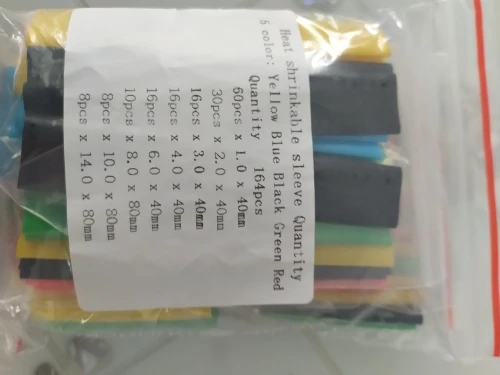 Heat shrinkable sleeve Quantity
5 color: Yellow Blue Black Green Red
Quantity 164pcs
60pcs x 1.0 x 40mm
30pcs x 2.0 x 40mm
16pcs x 3.0 x 40mm
16pcs x 4.0 x 40mm
16pcs x 6.0 x 40mm
10pcs x 8.0 x 80mm
8pcs x 10.0 x 80mm
8pcs x 14.0 x 80mm